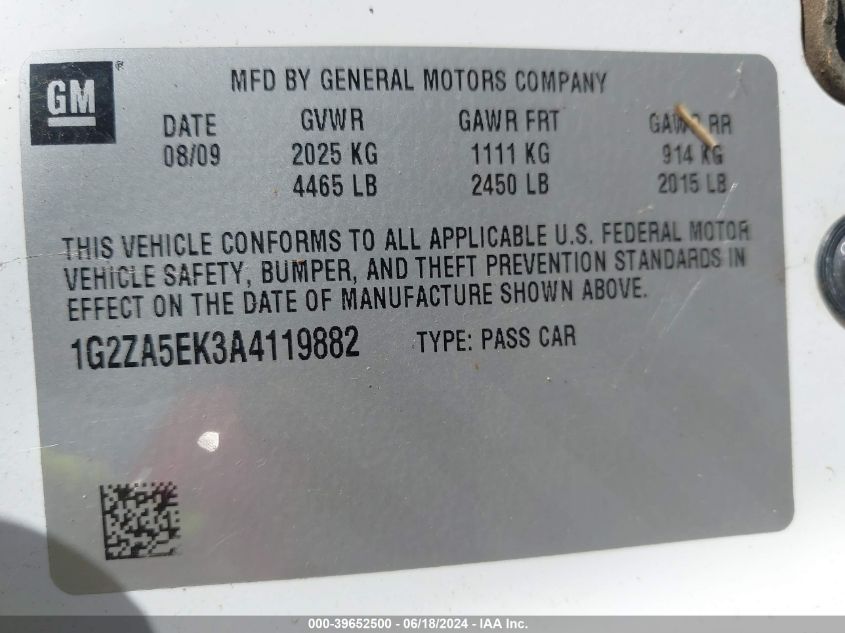 GM ®
MFD BY GENERAL MOTORS COMPANY
DATE GVWR GAWR FRT GAWR RR
08/09 2025 KG 1111 KG 914 KG
4465 LB 2450 LB 2015 LB
THIS VEHICLE CONFORMS TO ALL APPLICABLE U.S. FEDERAL MOTOR
VEHICLE SAFETY, BUMPER, AND THEFT PREVENTION STANDARDS IN
EFFECT ON THE DATE OF MANUFACTURE SHOWN ABOVE.
1G2ZA5EK3A4119882 TYPE: PASS CAR
000-39652500 - 06/18/2024 - IAA Inc.